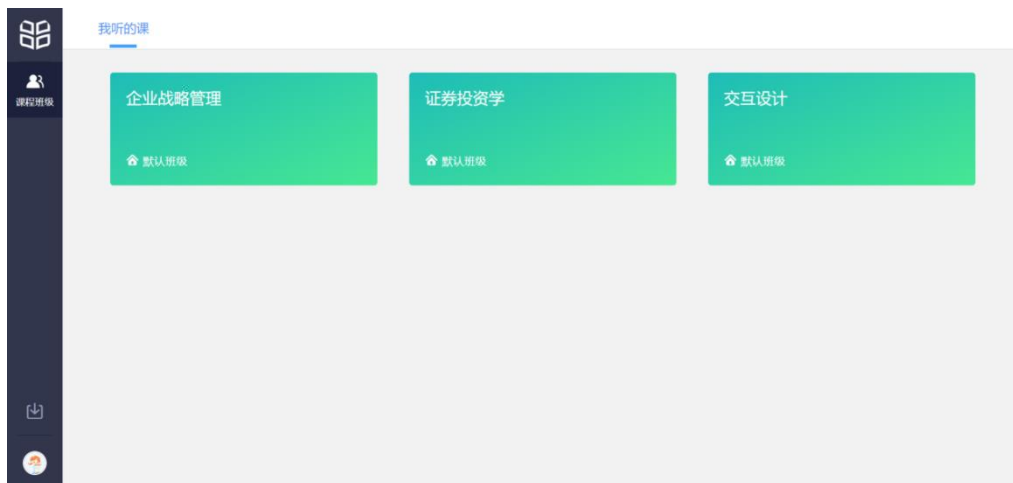 我听的课
课程班级
企业战略管理
默认班级
证券投资学
默认班级
交互设计
默认班级